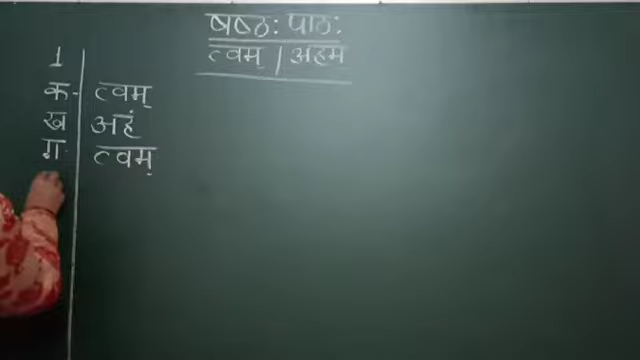 षष्ठः पाठः
त्वम् | अहम
1
क- त्वम्
ख अहं
ग त्वम्